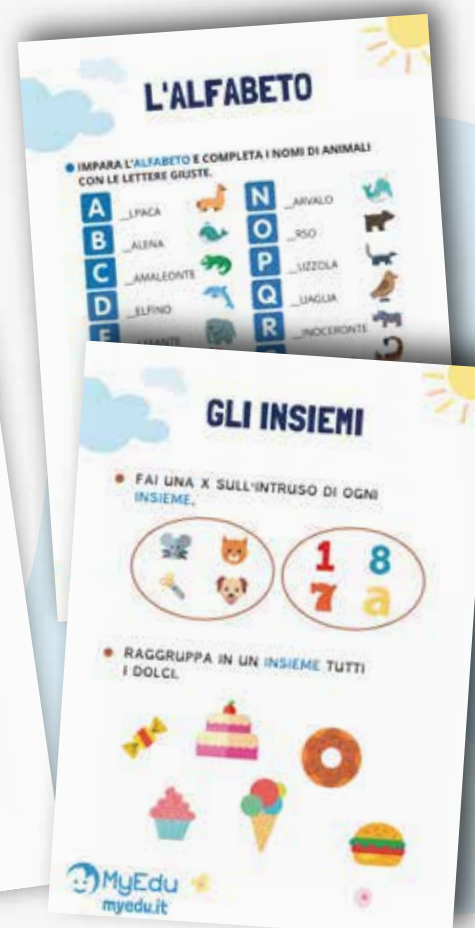 L'ALFABETO
IMPARA L'ALFABETO E COMPLETA I NOMI DI ANIMALI
CON LE LETTERE GIUSTE.
A _LPACA
B _ALENA
C _AMALEONTE
D _ELFINO
N _ARVALO
O _RSO
P _UZZOLA
Q _UAGLIA
R _INOCERONTE
GLI INSIEMI
FAI UNA X SULL'INTRUSO DI OGNI
INSIEME.
1 8
7 a
RAGGRUPPA IN UN INSIEME TUTTI
I DOLCI.
MyEdu
myedu.it